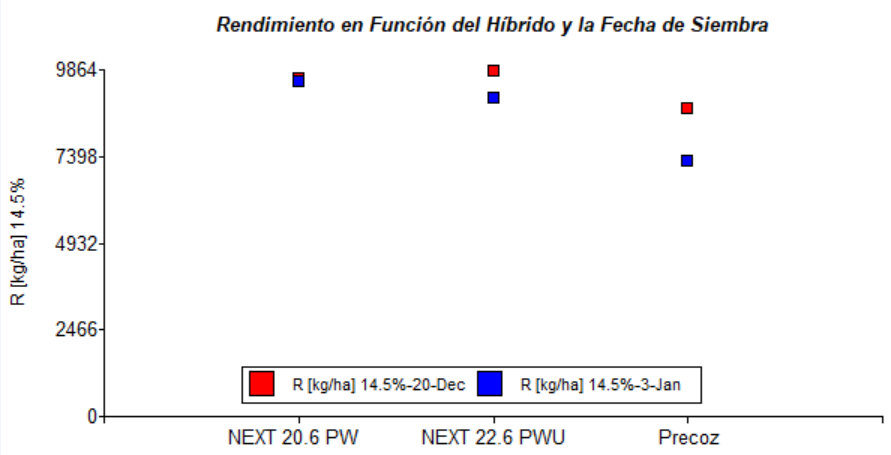 Rendimiento en Función del Híbrido y la Fecha de Siembra
9864
7398
4932
2466
0
R [kg/ha] 14.5%
R [kg/ha] 14.5%-20-Dec R [kg/ha] 14.5%-3-Jan
NEXT 20.6 PW NEXT 22.6 PWU Precoz